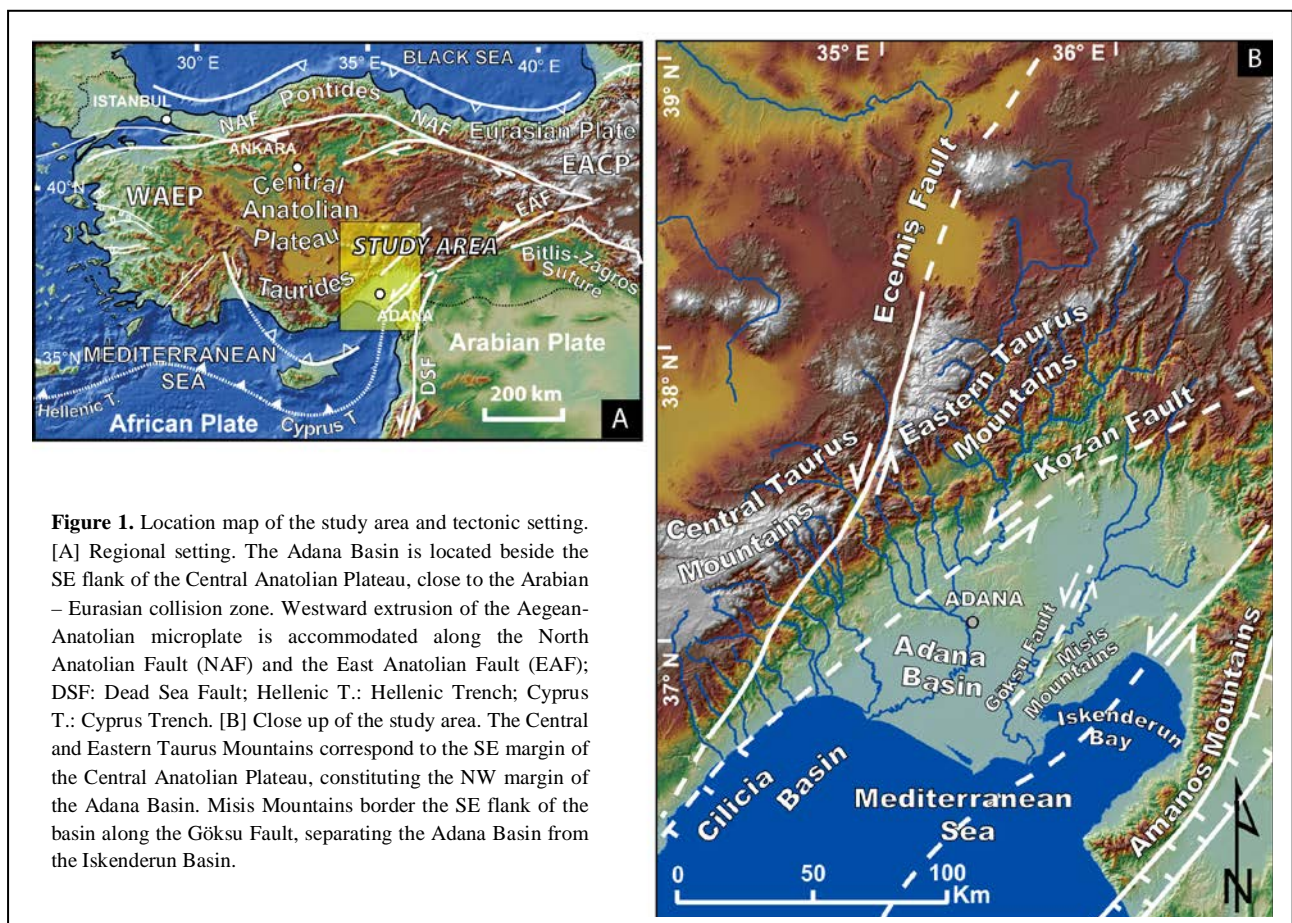 30° E
35° E
40° E
BLACK SEA
ISTANBUL
Pontides
NAF
NAF
Eurasian Plate
ANKARA
EACP
40°N
WAEP
Central
Anatolian
Plateau
EAF
STUDY AREA
Bitlis-Zagros
Suture
Taurides
ADANA
35°N
MEDITERRANEAN
SEA
Arabian Plate
DSF
Hellenic T.
200 km
African Plate
Cyprus T
A
Figure 1. Location map of the study area and tectonic setting.
[A] Regional setting. The Adana Basin is located beside the
SE flank of the Central Anatolian Plateau, close to the Arabian
– Eurasian collision zone. Westward extrusion of the Aegean-
Anatolian microplate is accommodated along the North
Anatolian Fault (NAF) and the East Anatolian Fault (EAF);
DSF: Dead Sea Fault; Hellenic T.: Hellenic Trench; Cyprus
T.: Cyprus Trench. [B] Close up of the study area. The Central
and Eastern Taurus Mountains correspond to the SE margin of
the Central Anatolian Plateau, constituting the NW margin of
the Adana Basin. Misis Mountains border the SE flank of the
basin along the Göksu Fault, separating the Adana Basin from
the Iskenderun Basin.
35° E
36° E
B
39° N
Ecemiş Fault
38° N
Eastern Taurus
Mountains
Central Taurus
Mountains
Kozan Fault
ADANA
Adana
Basin
Göksu Fault
Misis
Mountains
37° N
Iskenderun
Bay
Cilicia Basin
Mediterranean
Sea
Amanos Mountains
0 50 100
Km
N